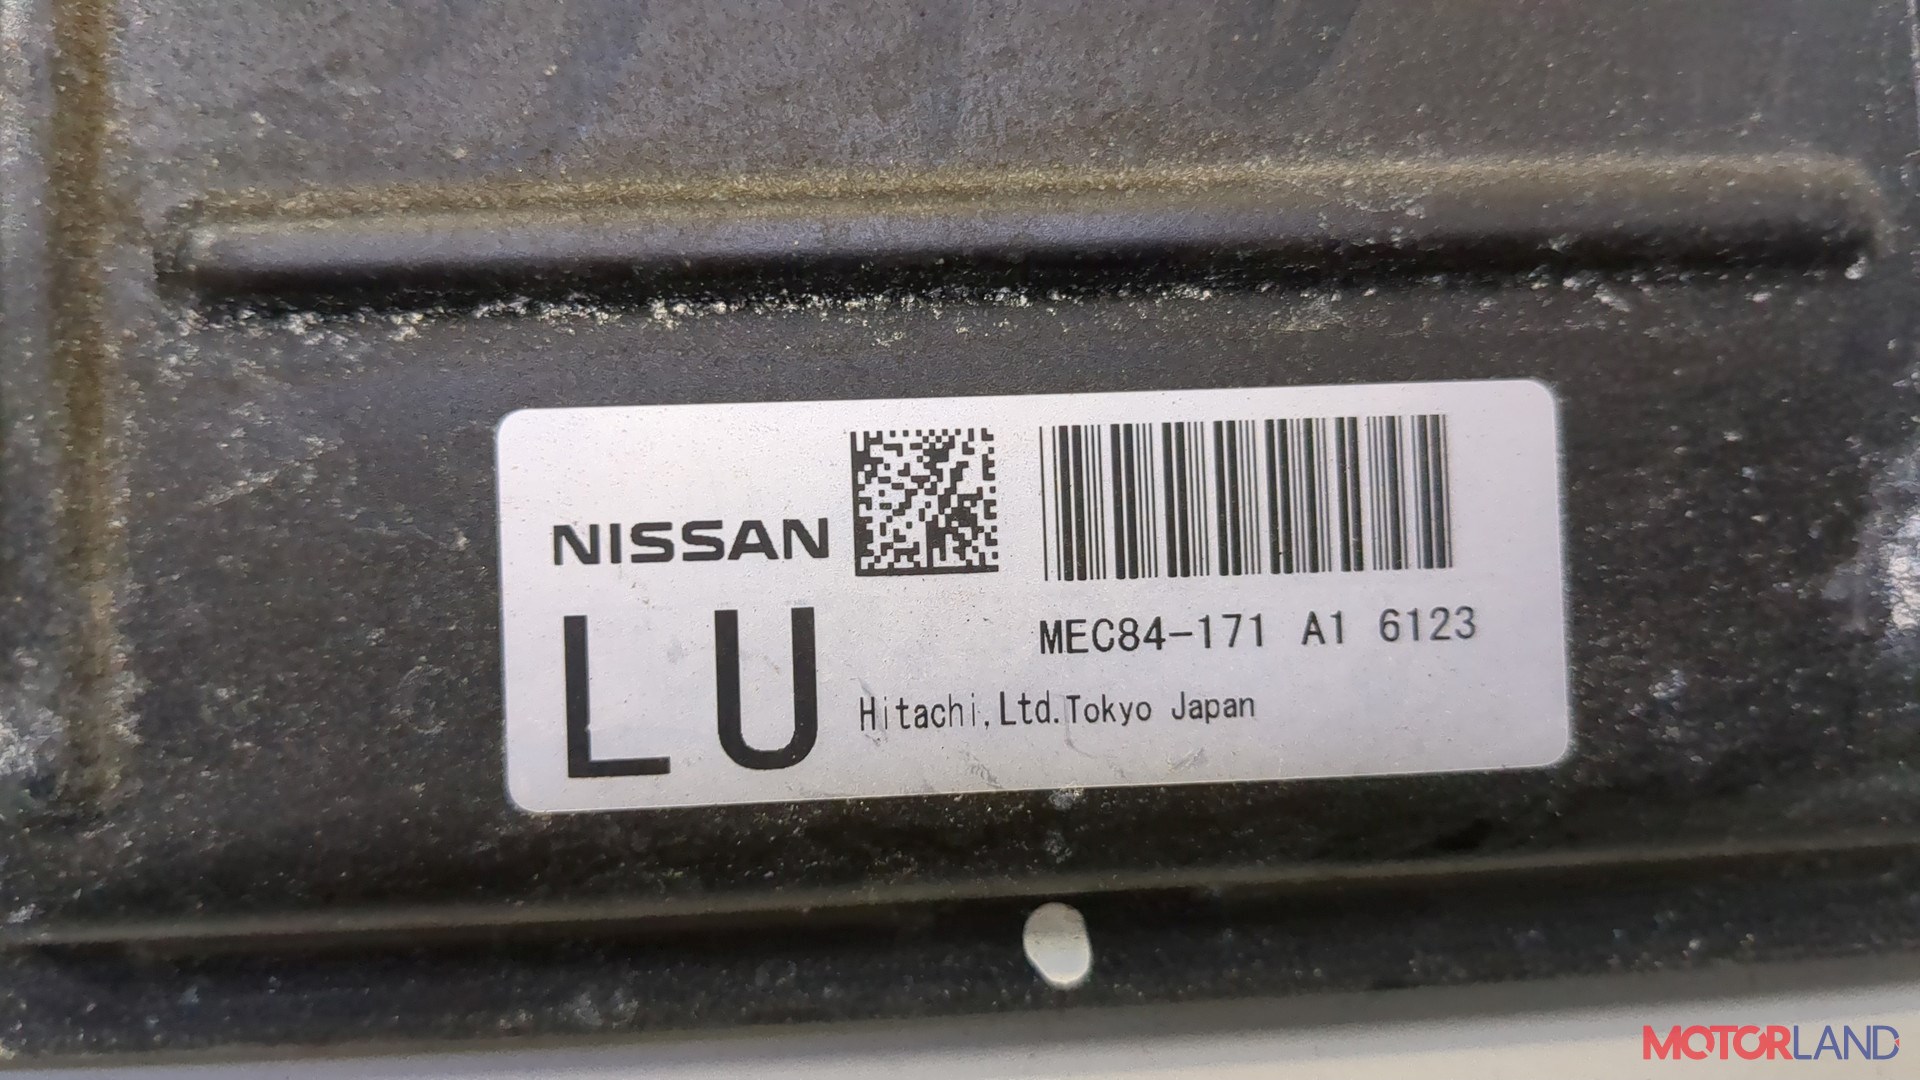 NISSAN
LU
MEC84-171 A1 6123
Hitachi,Ltd.Tokyo Japan
MOTORLAND